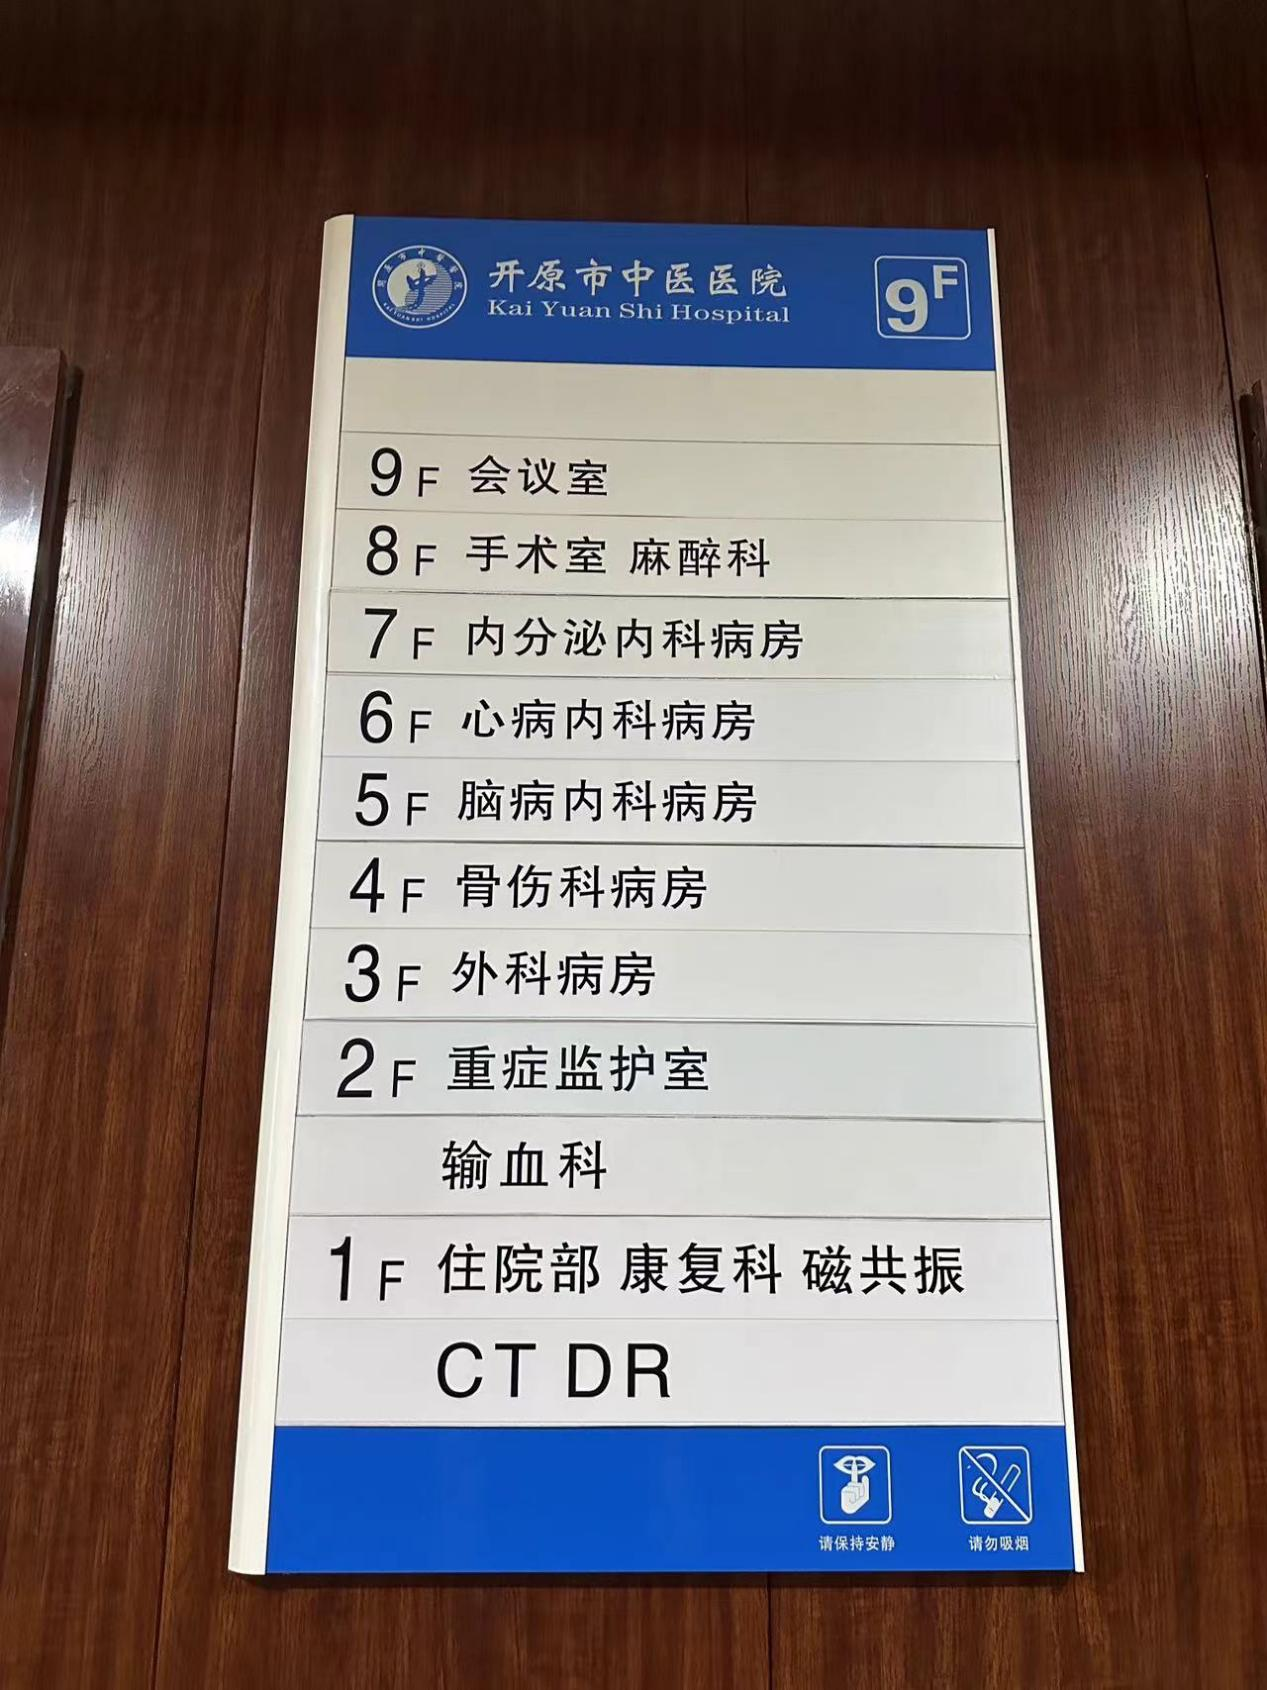 开原市中医医院
Kai Yuan Shi Hospital
9F
9F 会议室
8F 手术室 麻醉科
7F 内分泌内科病房
6F 心病内科病房
5F 脑病内科病房
4F 骨伤科病房
3F 外科病房
2F 重症监护室
输血科
1F 住院部 康复科 磁共振
CT DR
请保持安静
请勿吸烟